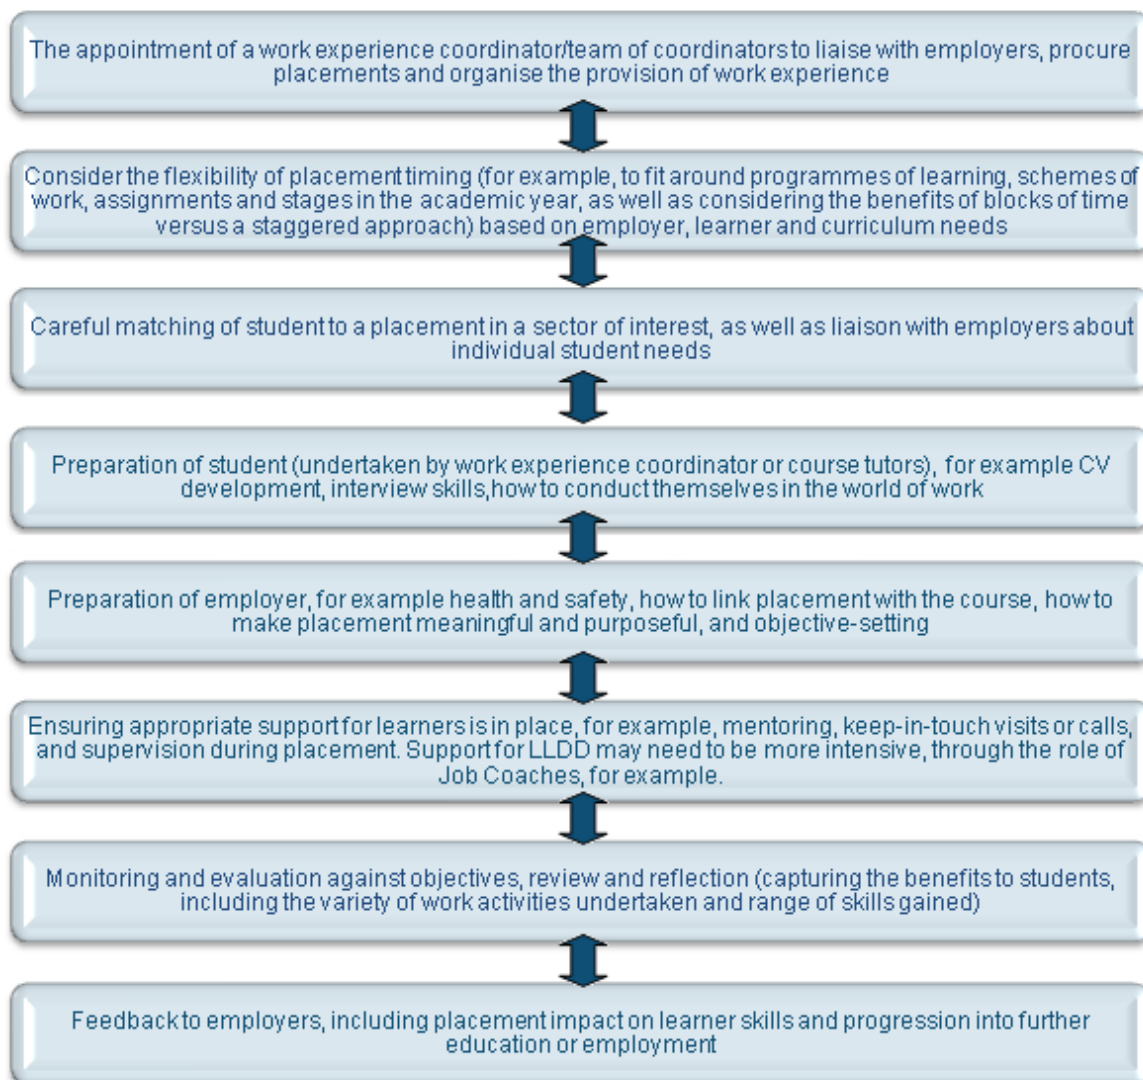 The appointment of a work experience coordinator/team of coordinators to liaise with employers, procure
placements and organise the provision of work experience
Consider the flexibility of placement timing (for example, to fit around programmes of learning, schemes of
work, assignments and stages in the academic year, as well as considering the benefits of blocks of time
versus a staggered approach) based on employer, learner and curriculum needs
Careful matching of student to a placement in a sector of interest, as well as liaison with employers about
individual student needs
Preparation of student (undertaken by work experience coordinator or course tutors), for example CV
development, interview skills,how to conduct themselves in the world of work
Preparation of employer, for example health and safety, how to link placement with the course, how to
make placement meaningful and purposeful, and objective-setting
Ensuring appropriate support for learners is in place, for example, mentoring, keep-in-touch visits or calls,
and supervision during placement. Support for LLDD may need to be more intensive, through the role of
Job Coaches, for example.
Monitoring and evaluation against objectives, review and reflection (capturing the benefits to students,
including the variety of work activities undertaken and range of skills gained)
Feedback to employers, including placement impact on learner skills and progression into further
education or employment